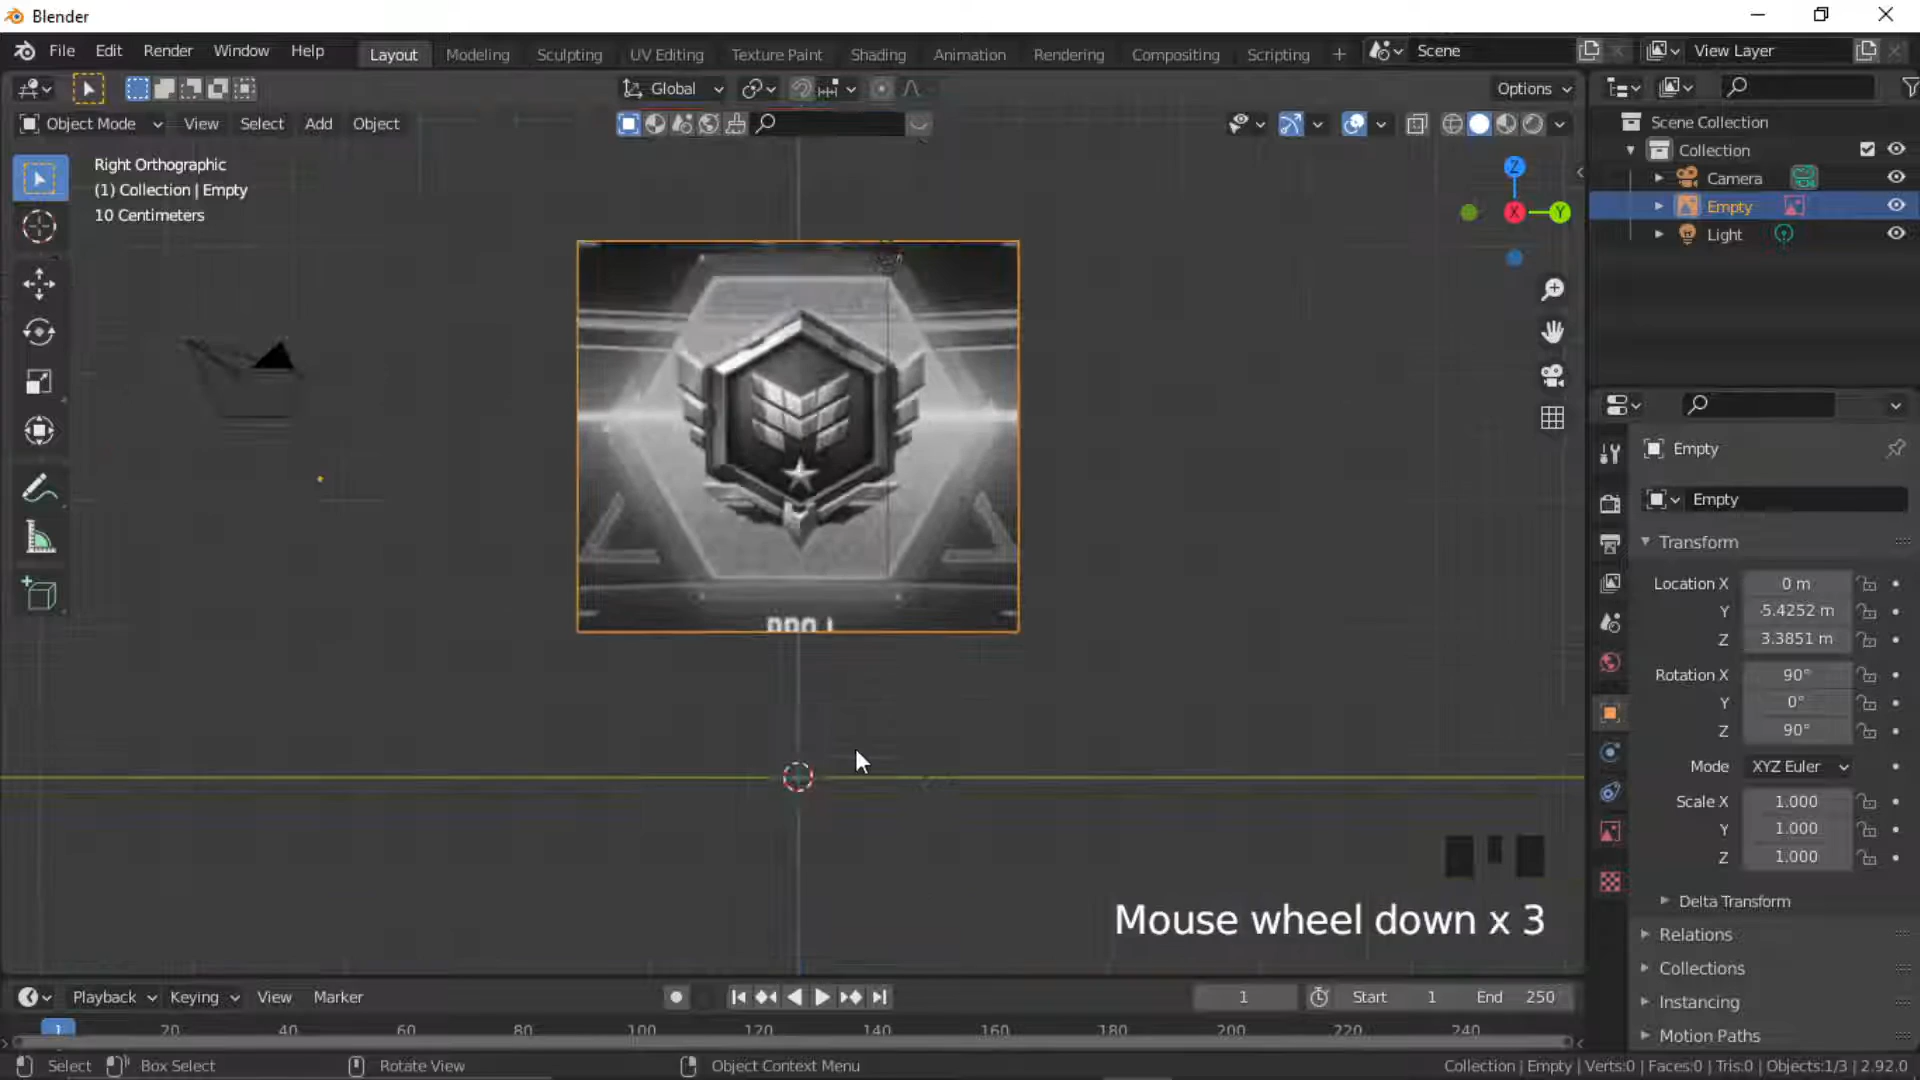 Blender
File Edit Render Window Help
Layout Modeling Sculpting UV Editing Texture Paint Shading Animation Rendering Compositing Scripting +
Scene
View Layer
Global
Options
Object Mode View Select Add Object
Right Orthographic
(1) Collection | Empty
10 Centimeters
Z
X
Y
Scene Collection
Collection
Camera
Empty
Light
Empty
Empty
Transform
Location X 0 m
Y -5.4252 m
Z 3.3851 m
Rotation X 90°
Y 0°
Z 90°
Mode XYZ Euler
Scale X 1.000
Y 1.000
Z 1.000
Delta Transform
Relations
Collections
Instancing
Motion Paths
Mouse wheel down x 3
Playback Keying View Marker
1 Start 1 End 250
1 20 40 60 80 100 120 140 160 180 200 220 240
Select Box Select Rotate View Object Context Menu
Collection | Empty | Verts:0 | Faces:0 | Tris:0 | Objects:1/3 | 2.92.0